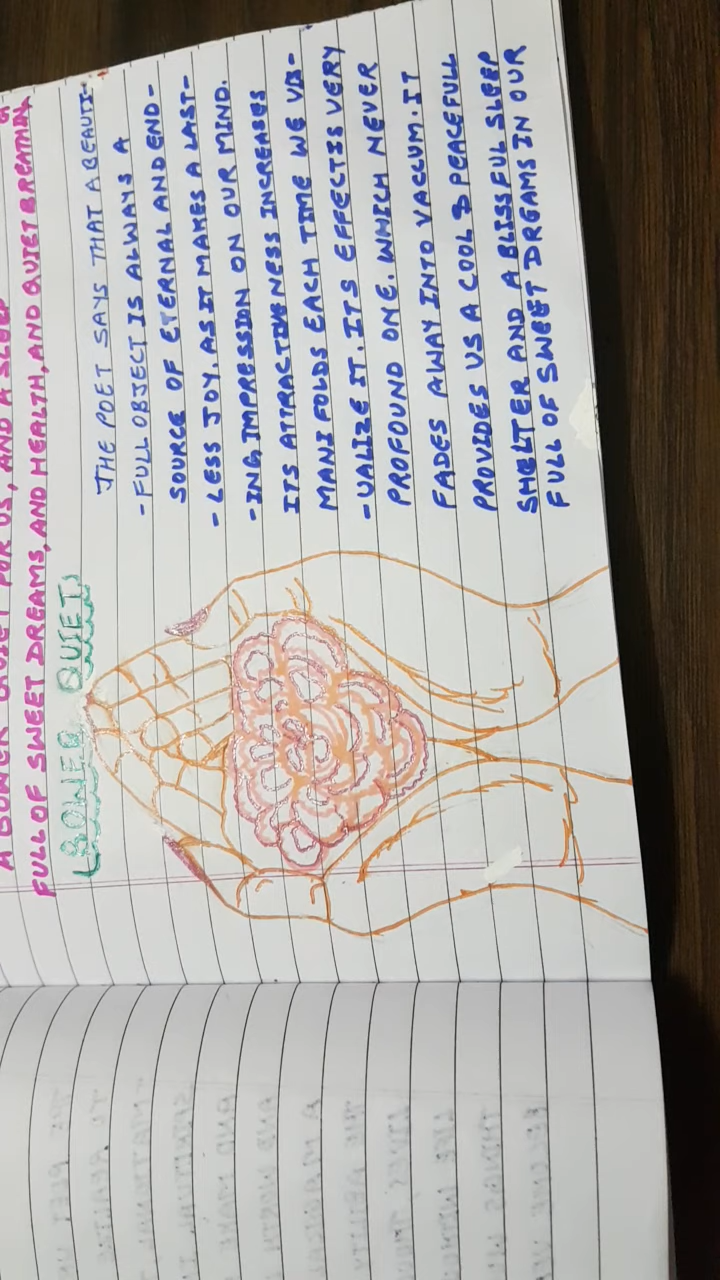 A BOWER QUIET FOR US, AND A SLEEP
FULL OF SWEET DREAMS, AND HEALTH, AND QUIET BREATHING
BOWER QUIET
THE POET SAYS THAT A BEAUTI-
-FULL OBJECT IS ALWAYS A
SOURCE OF ETERNAL AND END-
-LESS JOY. AS IT MAKES A LAST-
-ING IMPRESSION ON OUR MIND.
ITS ATTRACTIVENESS INCREASES
MANIFOLDS EACH TIME WE VIS-
-UALIZE IT. ITS EFFECT IS VERY
PROFOUND ONE. WHICH NEVER
FADES AWAY INTO VACCUM. IT
PROVIDES US A COOL & PEACEFULL
SHELTER AND A BLISSFUL SLEEP
FULL OF SWEET DREAMS IN OUR